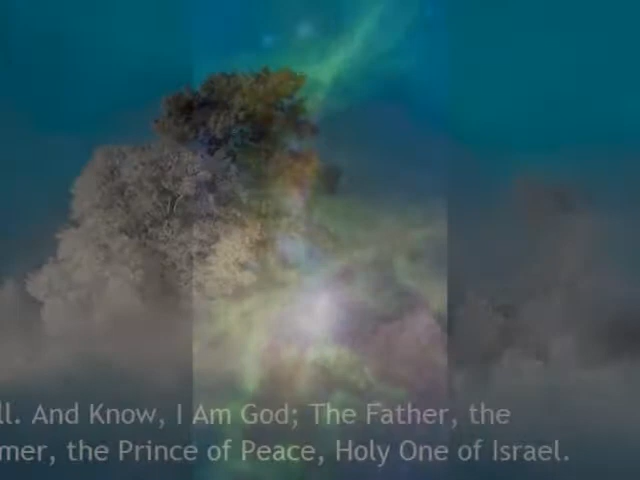 ll. And Know, I Am God; The Father, the
mer, the Prince of Peace, Holy One of Israel.